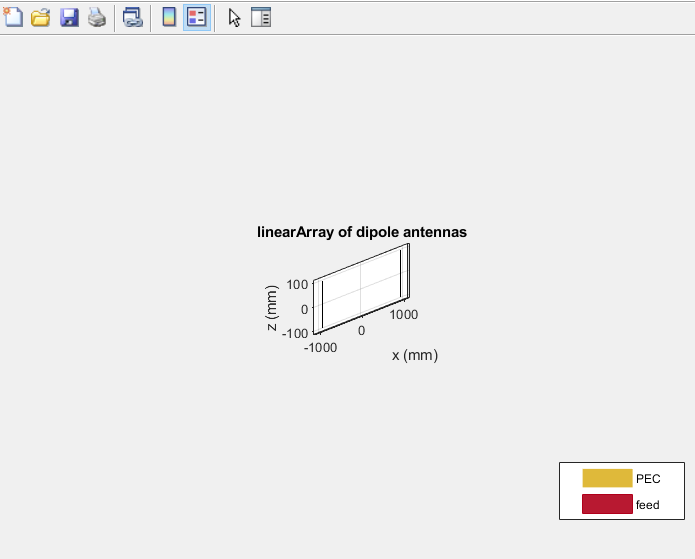 linearArray of dipole antennas
100
0
-100
z (mm)
-1000
0
1000
x (mm)
PEC
feed